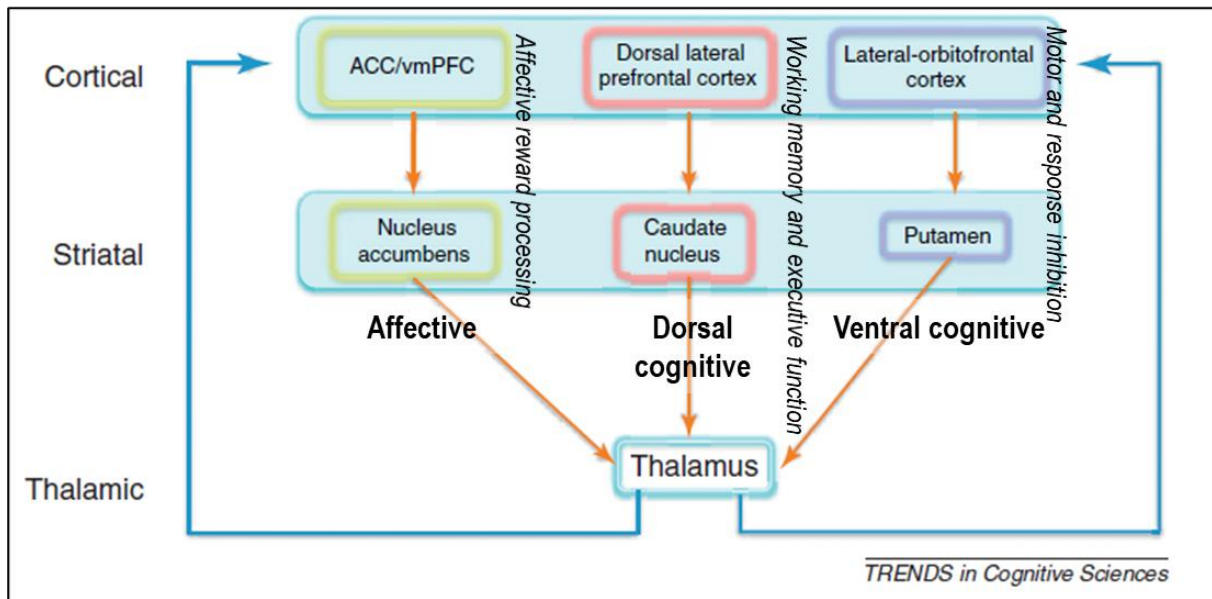 Cortical
ACC/vmPFC
Affective reward processing
Dorsal lateral
prefrontal cortex
Working memory and executive function
Lateral-orbitofrontal
cortex
Motor and response inhibition
Striatal
Nucleus
accumbens
Caudate
nucleus
Putamen
Affective
Dorsal
cognitive
Ventral cognitive
Thalamic
Thalamus
TRENDS in Cognitive Sciences